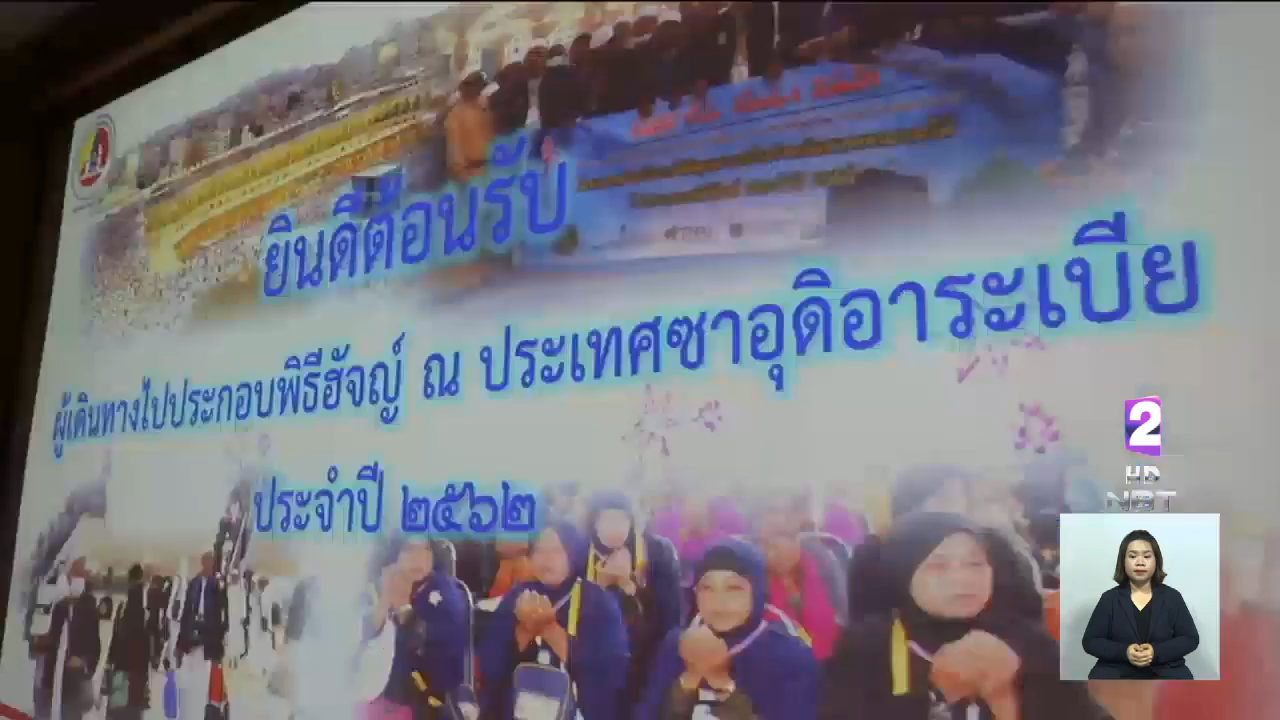 ยินดีต้อนรับ
ผู้เดินทางไปประกอบพิธีฮัจญ์ ณ ประเทศซาอุดิอาระเบีย
ประจำปี ๒๕๖๒
2
HD
NBT